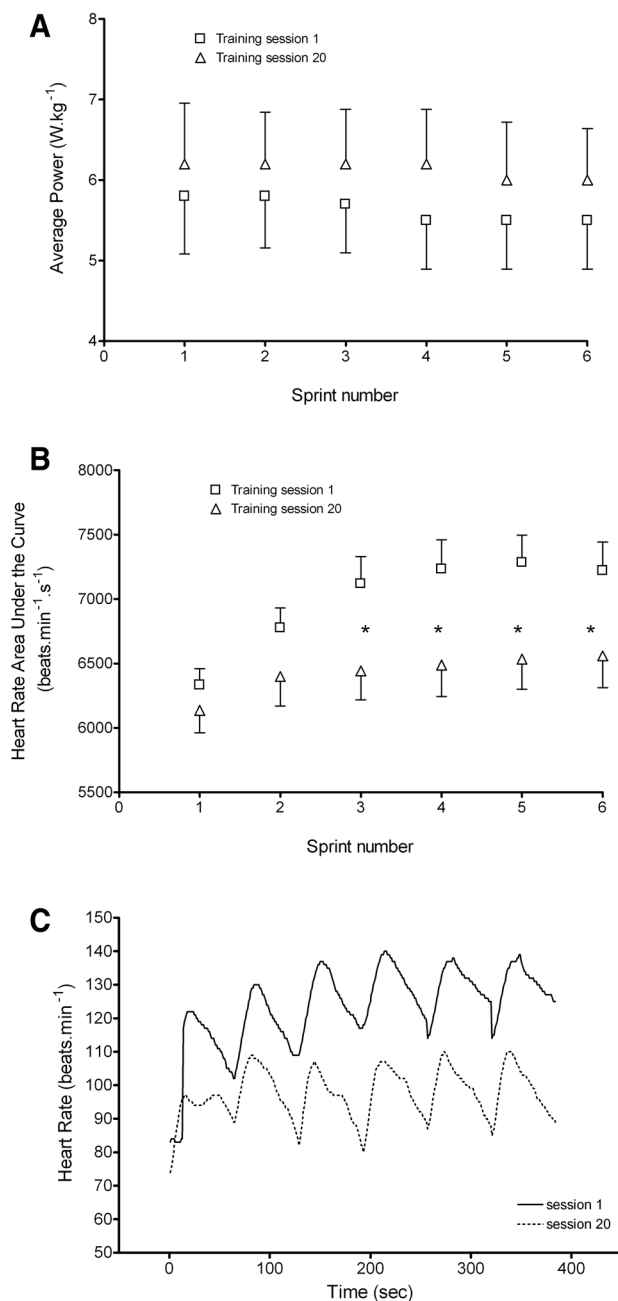 A
Training session 1
Training session 20
Average Power (W.kg⁻¹)
8
7
6
5
4
0 1 2 3 4 5 6
Sprint number
B
Training session 1
Training session 20
Heart Rate Area Under the Curve
(beats.min⁻¹.s⁻¹)
8000
7500
7000
* * * *
6500
6000
5500
0 1 2 3 4 5 6
Sprint number
C
Heart Rate (beats.min⁻¹)
150
140
130
120
110
100
90
80
70
60
50
session 1
session 20
0 100 200 300 400
Time (sec)